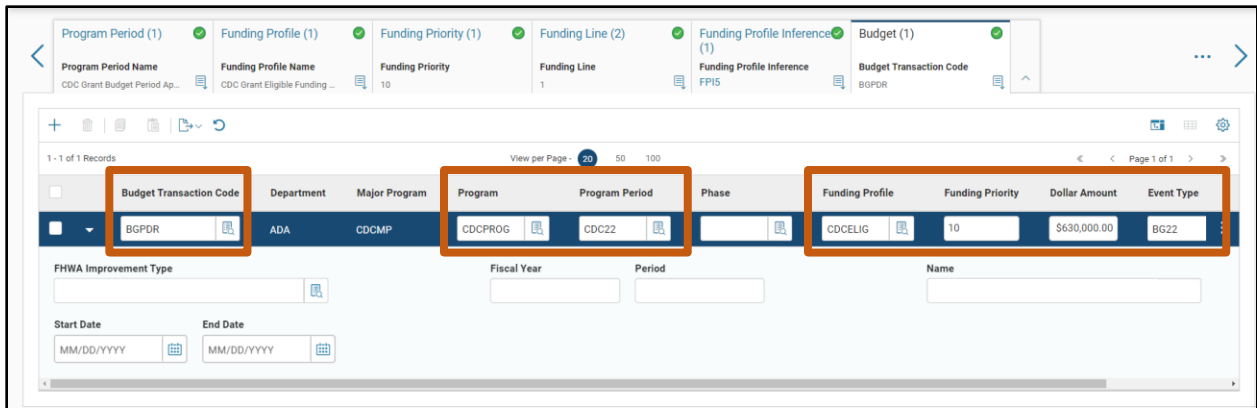 Program Period (1)
Funding Profile (1)
Funding Priority (1)
Funding Line (2)
Funding Profile Inference
(1)
Budget (1)
Program Period Name
Funding Profile Name
Funding Priority
Funding Line
Funding Profile Inference
Budget Transaction Code
CDC Grant Budget Period Ap...
CDC Grant Eligible Funding ...
10
1
FPI5
BGPDR
1 - 1 of 1 Records
View per Page - 20 50 100
Page 1 of 1
Budget Transaction Code Department Major Program Program Program Period Phase Funding Profile Funding Priority Dollar Amount Event Type
BGPDR ADA CDCMP CDCPROG CDC22 CDCELIG 10 $630,000.00 BG22
FHWA Improvement Type Fiscal Year Period Name
Start Date End Date
MM/DD/YYYY MM/DD/YYYY